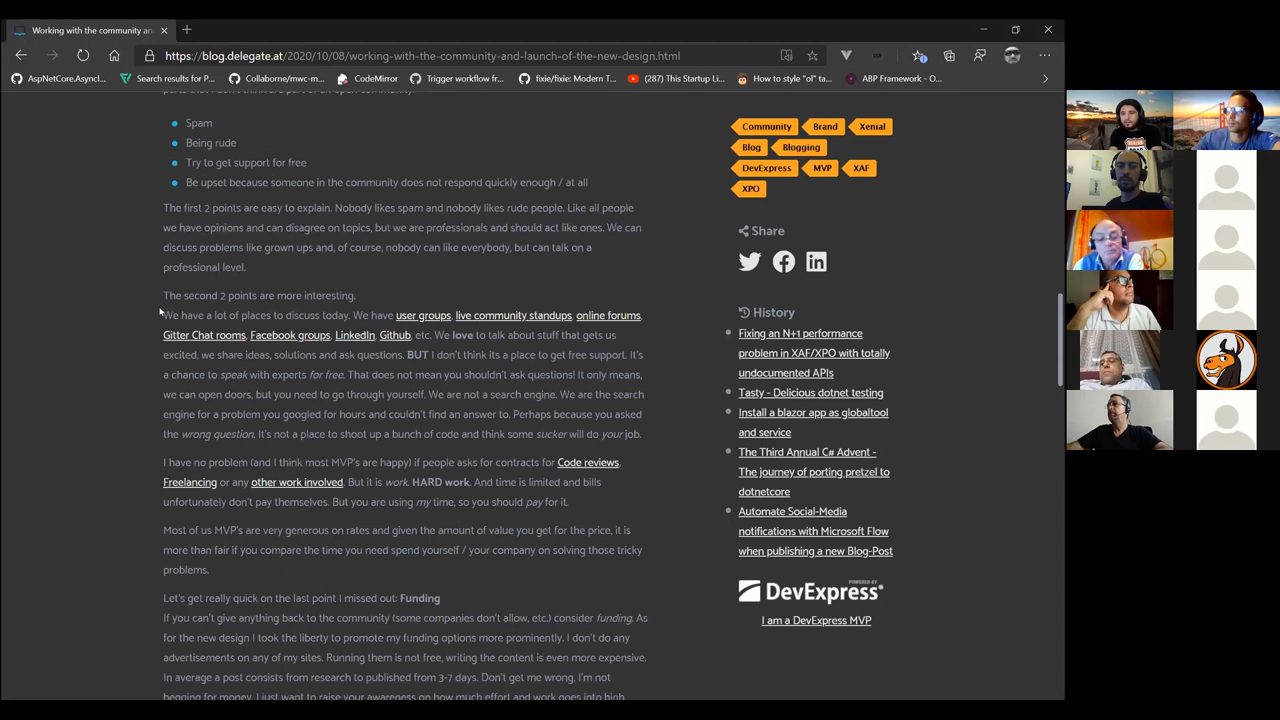 Working with the community an
https://blog.delegate.at/2020/10/08/working-with-the-community-and-launch-of-the-new-design.html
AspNetCore.AsyncI...
Search results for P...
Collaborne/mwc-m...
CodeMirror
Trigger workflow fr...
fixie/fixie: Modern T...
(287) This Startup Li...
How to style "ol" ta...
ABP Framework - O...
Spam
Being rude
Try to get support for free
Be upset because someone in the community does not respond quickly enough / at all
The first 2 points are easy to explain. Nobody likes spam and nobody likes rude people. Like all people
we have opinions and can disagree on topics, but we are professionals and should act like ones. We can
discuss problems like grown ups and, of course, nobody can like everybody, but can talk on a
professional level.
The second 2 points are more interesting.
We have a lot of places to discuss today. We have user groups, live community standups, online forums,
Gitter Chat rooms, Facebook groups, LinkedIn, Github, etc. We love to talk about stuff that gets us
excited, we share ideas, solutions and ask questions. BUT I don't think its a place to get free support. It's
a chance to speak with experts for free. That does not mean you shouldn't ask questions! It only means,
we can open doors, but you need to go through yourself. We are not a search engine. We are the search
engine for a problem you googled for hours and couldn't find an answer to. Perhaps because you asked
the wrong question. It's not a place to shoot up a bunch of code and think some sucker will do your job.
I have no problem (and I think most MVP's are happy) if people asks for contracts for Code reviews,
Freelancing or any other work involved. But it is work. HARD work. And time is limited and bills
unfortunately don't pay themselves. But you are using my time, so you should pay for it.
Most of us MVP's are very generous on rates and given the amount of value you get for the price, it is
more than fair if you compare the time you need spend yourself / your company on solving those tricky
problems.
Let's get really quick on the last point I missed out: Funding
If you can't give anything back to the community (some companies don't allow, etc.) consider funding. As
for the new design I took the liberty to promote my funding options more prominently. I don't do any
advertisements on any of my sites. Running them is not free, writing the content is even more expensive.
In average a post consists from research to published from 3-7 days. Don't get me wrong, I'm not
begging for money, I just want to raise your awareness on how much effort and work goes into high
Community Brand Xenial
Blog Blogging
DevExpress MVP XAF
XPO
Share
History
Fixing an N+1 performance
problem in XAF/XPO with totally
undocumented APIs
Tasty - Delicious dotnet testing
Install a blazor app as globaltool
and service
The Third Annual C# Advent -
The journey of porting pretzel to
dotnetcore
Automate Social-Media
notifications with Microsoft Flow
when publishing a new Blog-Post
POWERED BY
DevExpress
I am a DevExpress MVP